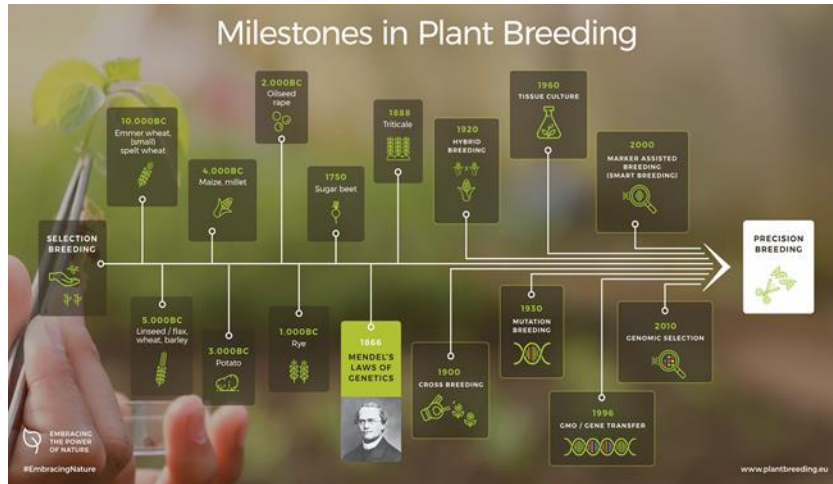 Milestones in Plant Breeding
SELECTION
BREEDING
10.000BC
Emmer wheat,
(small)
spelt wheat
5.000BC
Linseed / flax,
wheat, barley
4.000BC
Maize, millet
3.000BC
Potato
2.000BC
Oilseed
rape
1.000BC
Rye
1750
Sugar beet
1866
MENDEL'S
LAWS OF
GENETICS
1888
Triticale
1900
CROSS BREEDING
1920
HYBRID
BREEDING
1930
MUTATION
BREEDING
1960
TISSUE CULTURE
1996
GMO / GENE TRANSFER
2000
MARKER ASSISTED
BREEDING
(SMART BREEDING)
2010
GENOMIC SELECTION
PRECISION
BREEDING
EMBRACING
THE POWER
OF NATURE
#EmbracingNature
www.plantbreeding.eu